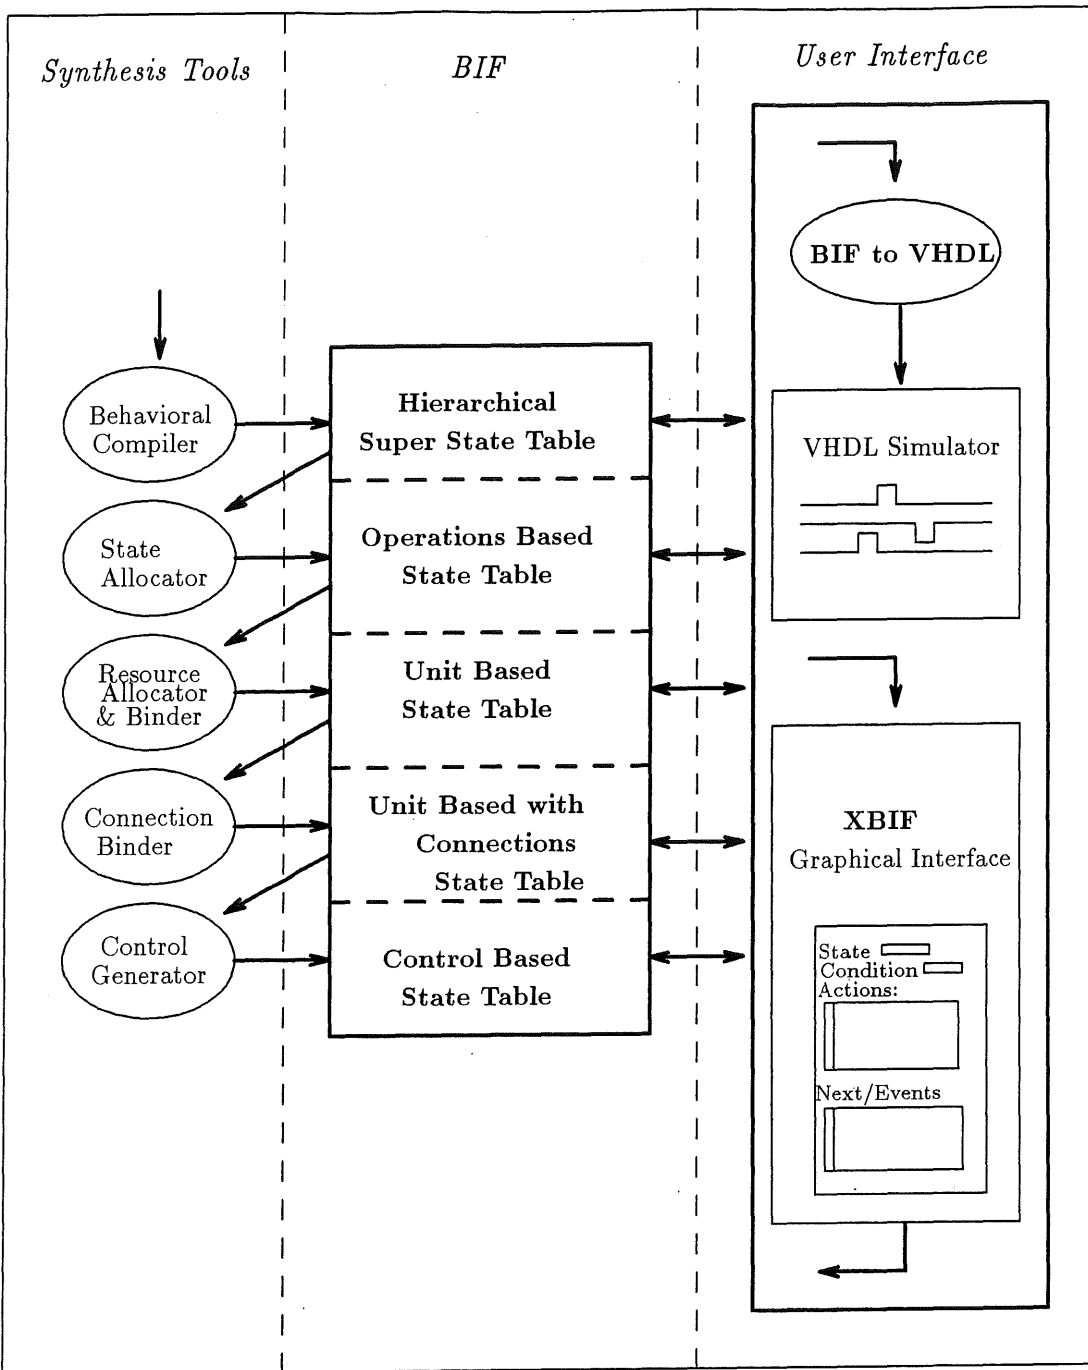 Synthesis Tools
BIF
User Interface
BIF to VHDL
Behavioral
Compiler
Hierarchical
Super State Table
VHDL Simulator
State
Allocator
Operations Based
State Table
Resource
Allocator
& Binder
Unit Based
State Table
Connection
Binder
Unit Based with
Connections
State Table
XBIF
Graphical Interface
Control
Generator
Control Based
State Table
State
Condition
Actions:
Next/Events